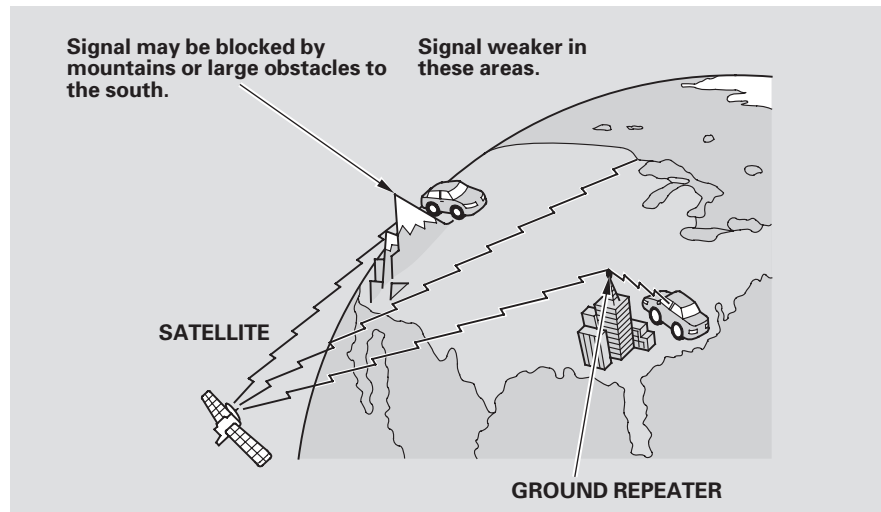 Signal may be blocked by
mountains or large obstacles to
the south.
Signal weaker in
these areas.
SATELLITE
GROUND REPEATER